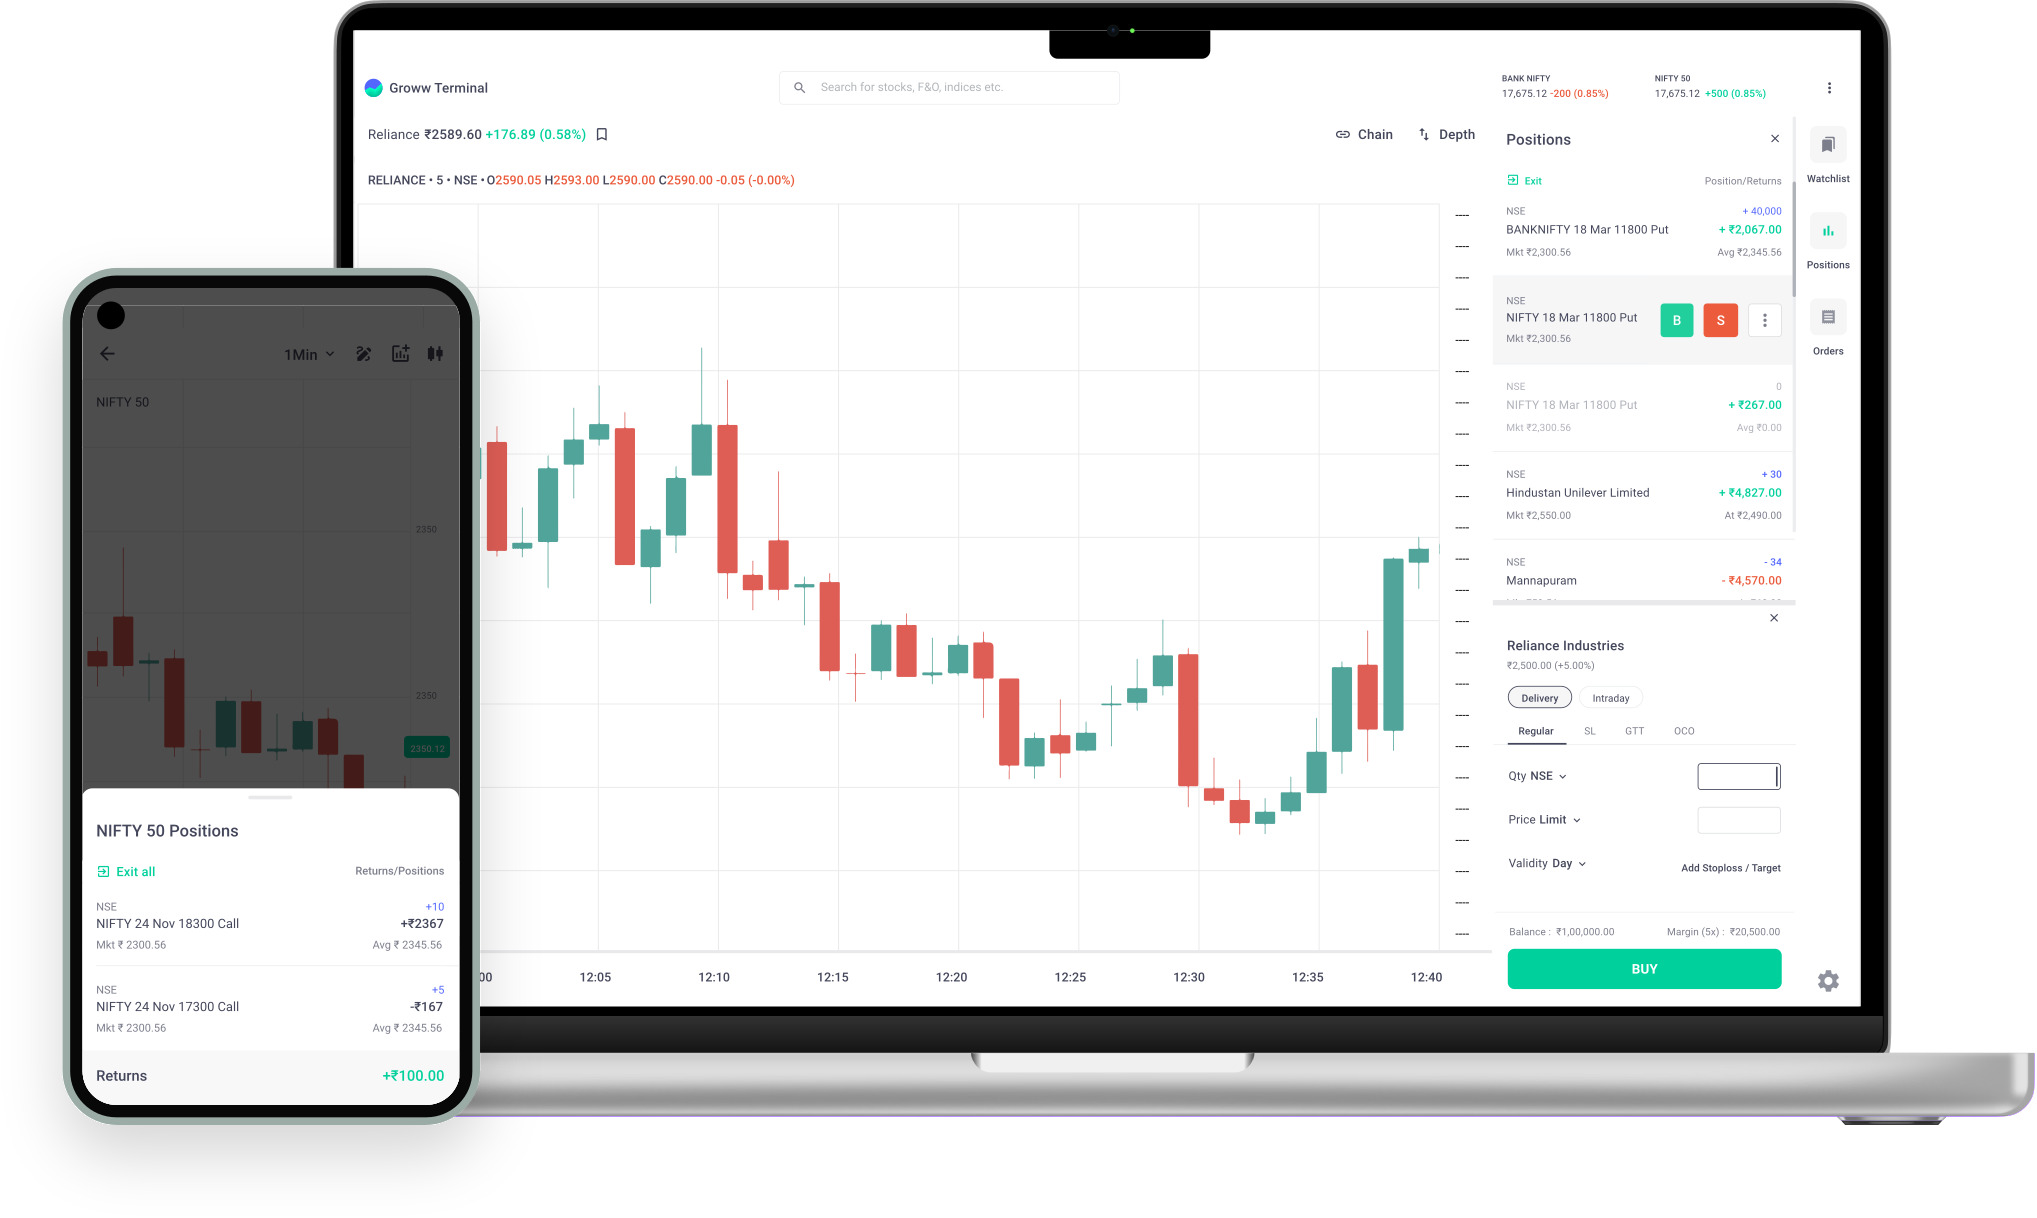 Groww Terminal
Search for stocks, F&O, indices etc.
BANK NIFTY
17,675.12 -200 (0.85%)
NIFTY 50
17,675.12 +500 (0.85%)
Reliance ₹2589.60 +176.89 (0.58%)
Chain
Depth
RELIANCE • 5 • NSE • O2590.05 H2593.00 L2590.00 C2590.00 -0.05 (-0.00%)
00
12:05
12:10
12:15
12:20
12:25
12:30
12:35
12:40
Positions
Exit
Position/Returns
NSE
+ 40,000
BANKNIFTY 18 Mar 11800 Put
+ ₹2,067.00
Mkt ₹2,300.56
Avg ₹2,345.56
NSE
NIFTY 18 Mar 11800 Put
B
S
Mkt ₹2,300.56
NSE
0
NIFTY 18 Mar 11800 Put
+ ₹267.00
Mkt ₹2,300.56
Avg ₹0.00
NSE
+ 30
Hindustan Unilever Limited
+ ₹4,827.00
Mkt ₹2,550.00
At ₹2,490.00
NSE
- 34
Mannapuram
- ₹4,570.00
Reliance Industries
₹2,500.00 (+5.00%)
Delivery
Intraday
Regular
SL
GTT
OCO
Qty NSE
Price Limit
Validity Day
Add Stoploss / Target
Balance : ₹1,00,000.00
Margin (5x) : ₹20,500.00
BUY
Watchlist
Positions
Orders
1Min
NIFTY 50
2350
2350
2350.12
NIFTY 50 Positions
Exit all
Returns/Positions
NSE
+10
NIFTY 24 Nov 18300 Call
+₹2367
Mkt ₹ 2300.56
Avg ₹ 2345.56
NSE
+5
NIFTY 24 Nov 17300 Call
-₹167
Mkt ₹ 2300.56
Avg ₹ 2345.56
Returns
+₹100.00